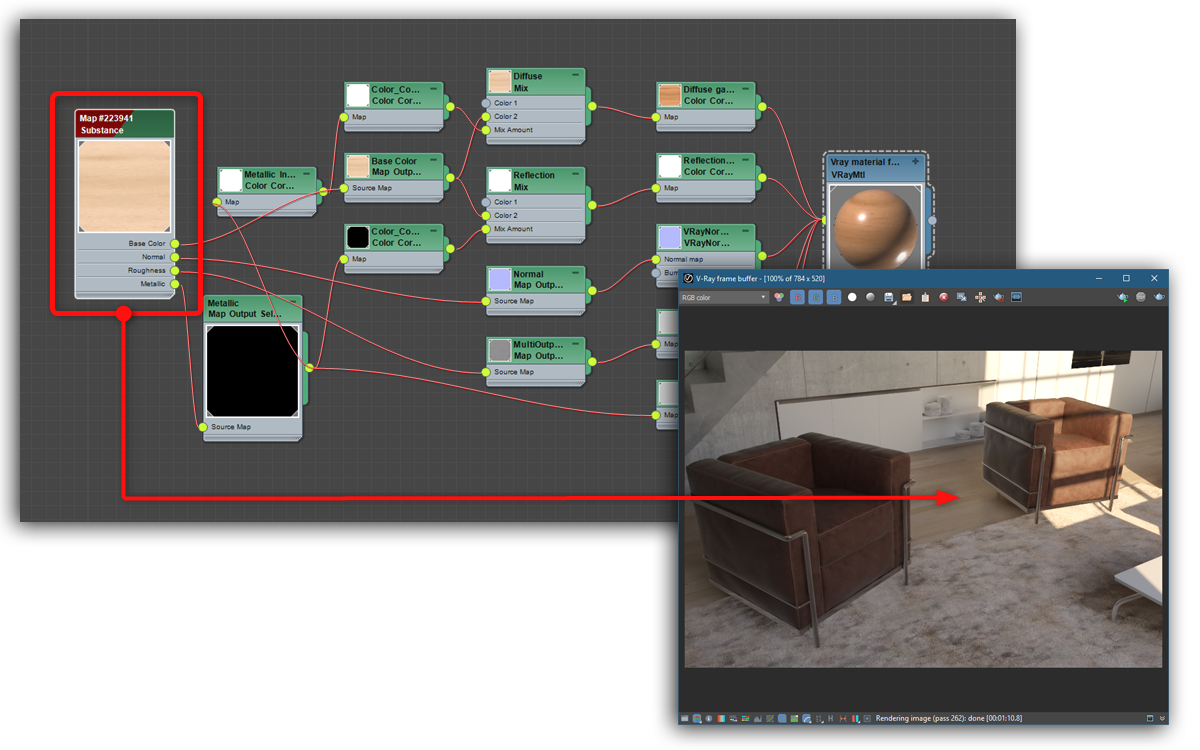 Map #223941
Substance
Base Color
Normal
Roughness
Metallic
Metallic In...
Color Cor...
Map
Metallic
Map Output Sel...
Source Map
Color_Co...
Color Cor...
Map
Base Color
Map Outp...
Source Map
Color_Co...
Color Cor...
Map
Diffuse
Mix
Color 1
Color 2
Mix Amount
Reflection
Mix
Color 1
Color 2
Mix Amount
Normal
Map Outp...
Source Map
MultiOutp...
Map Outp...
Source Map
Diffuse ga...
Color Cor...
Map
Reflection...
Color Cor...
Map
VRayNor...
VRayNor...
Normal map
Bum
Map
Map
Vray material f...
VRayMtl
V-Ray frame buffer - [100% of 784 x 520]
RGB color
Rendering image (pass 262): done [00:01:10.8]